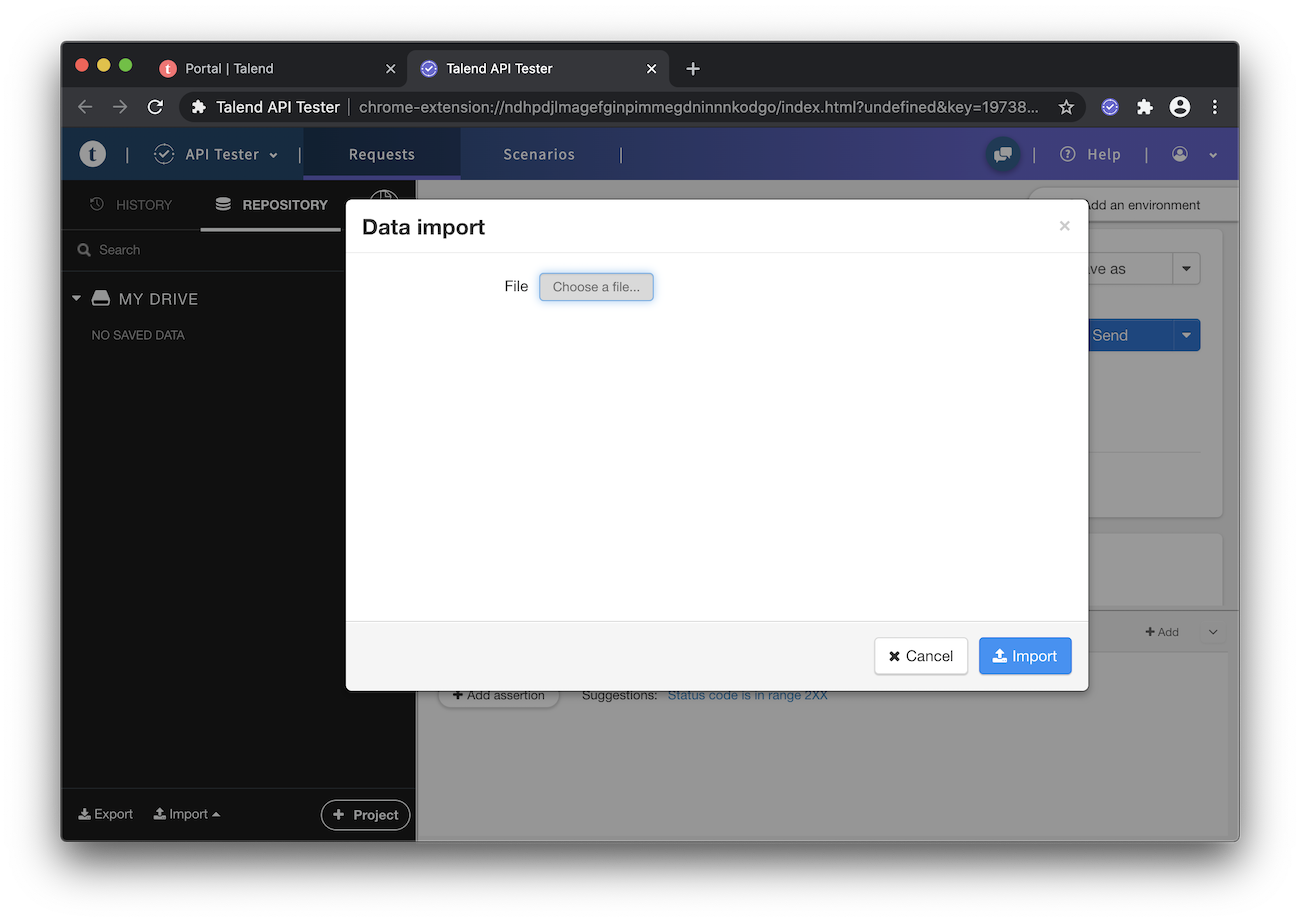 Portal | Talend
Talend API Tester
Talend API Tester | chrome-extension://ndhpdjlmagefginpimmegdninnnkodgo/index.html?undefined&key=19738...
t | API Tester | Requests Scenarios | | Help |
HISTORY REPOSITORY
Add an environment
Data import
Search
ve as
File Choose a file...
MY DRIVE
NO SAVED DATA
Send
Add
Cancel Import
Add assertion Suggestions: Status code is in range 2XX
Export Import + Project